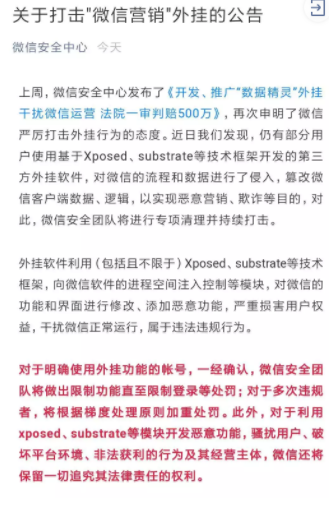 关于打击"微信营销"外挂的公告
微信安全中心 今天
上周，微信安全中心发布了《开发、推广“数据精灵”外挂
干扰微信运营 法院一审判赔500万》，再次申明了微信
严厉打击外挂行为的态度。近日我们发现，仍有部分用
户使用基于Xposed、substrate等技术框架开发的第三
方外挂软件，对微信的流程和数据进行了侵入，篡改微
信客户端数据、逻辑，以实现恶意营销、欺诈等目的，对
此，微信安全团队将进行专项清理并持续打击。
外挂软件利用（包括且不限于）Xposed、substrate等技术
框架，向微信软件的进程空间注入控制等模块，对微信的
功能和界面进行修改、添加恶意功能，严重损害用户权
益，干扰微信正常运行，属于违法违规行为。
对于明确使用外挂功能的帐号，一经确认，微信安全团
队将做出限制功能直至限制登录等处罚；对于多次违规
者，将根据梯度处理原则加重处罚。此外，对于利用
xposed、substrate等模块开发恶意功能，骚扰用户、破
坏平台环境、非法获利的行为及其经营主体，微信还将
保留一切追究其法律责任的权利。